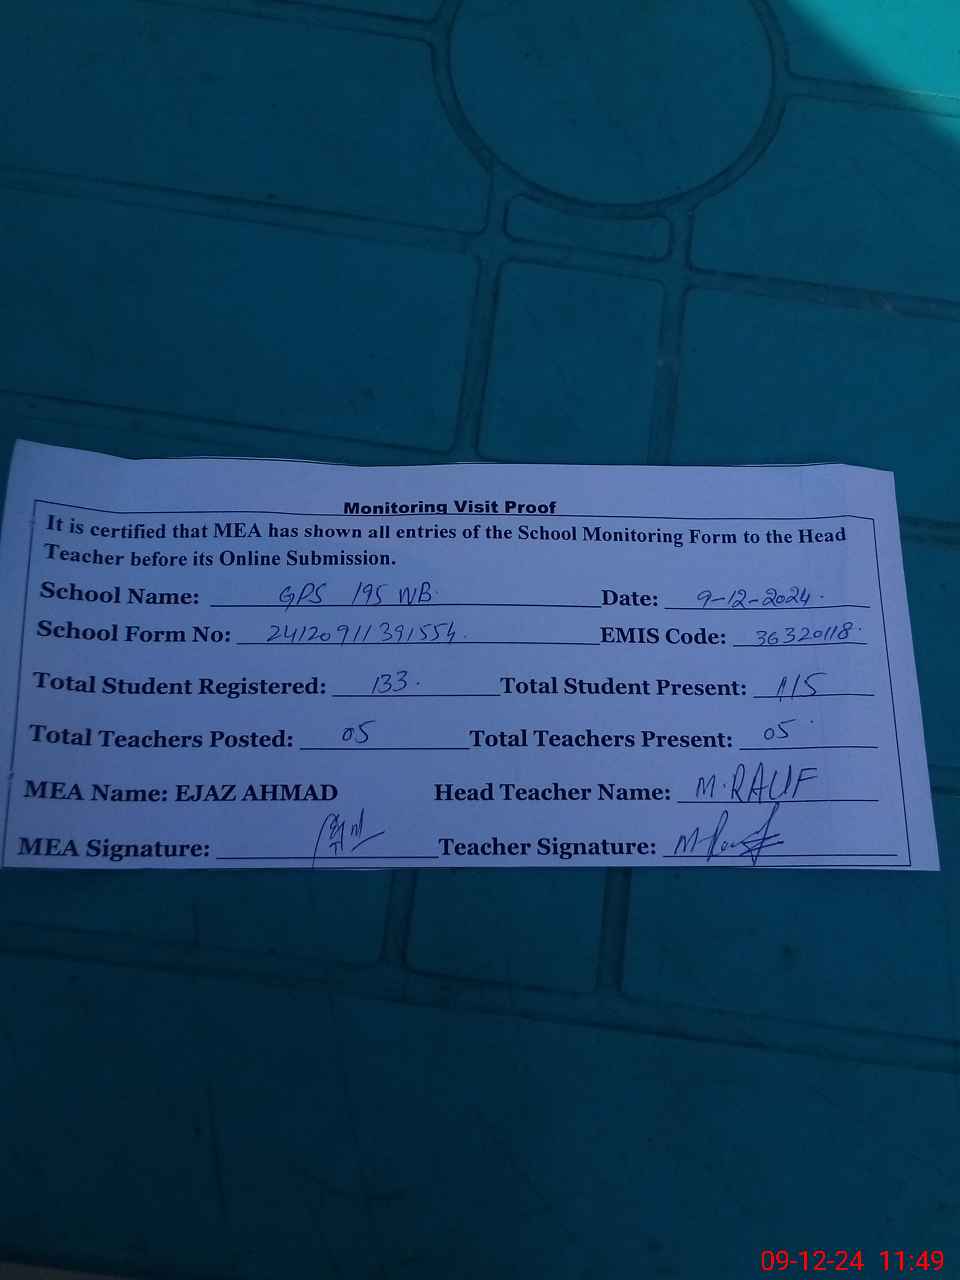 Monitoring Visit Proof
It is certified that MEA has shown all entries of the School Monitoring Form to the Head
Teacher before its Online Submission.
School Name: GPS 195 WB. Date: 9-12-2024.
School Form No: 24120911391554. EMIS Code: 36320118.
Total Student Registered: 133. Total Student Present: 115
Total Teachers Posted: 05 Total Teachers Present: 05
MEA Name: EJAZ AHMAD Head Teacher Name: M.RAUF
MEA Signature: Teacher Signature:
09-12-24 11:49